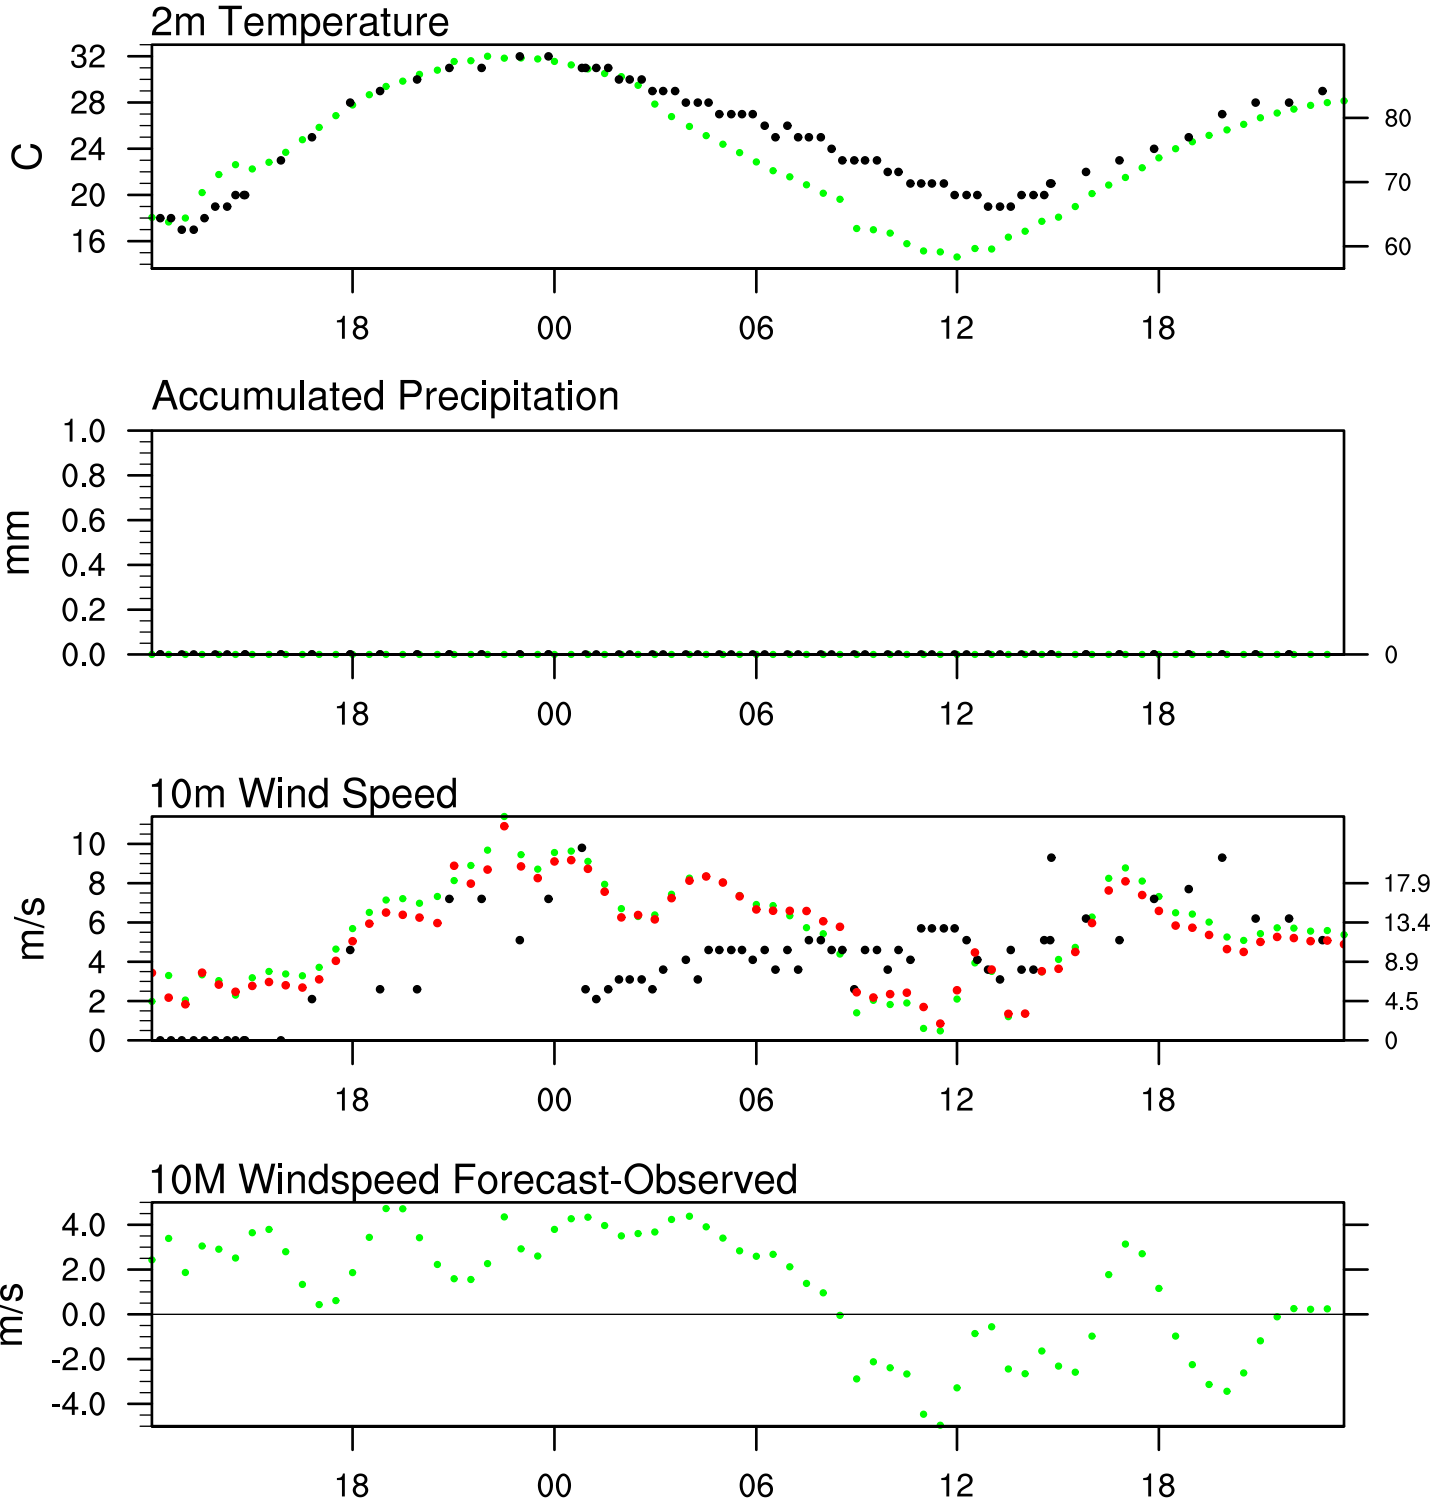 2m Temperature
32
28
24
20
16
C
80
70
60
18 00 06 12 18
Accumulated Precipitation
1.0
0.8
0.6
0.4
0.2
0.0
mm
0
18 00 06 12 18
10m Wind Speed
10
8
6
4
2
0
m/s
17.9
13.4
8.9
4.5
0
18 00 06 12 18
10M Windspeed Forecast-Observed
4.0
2.0
0.0
-2.0
-4.0
m/s
18 00 06 12 18